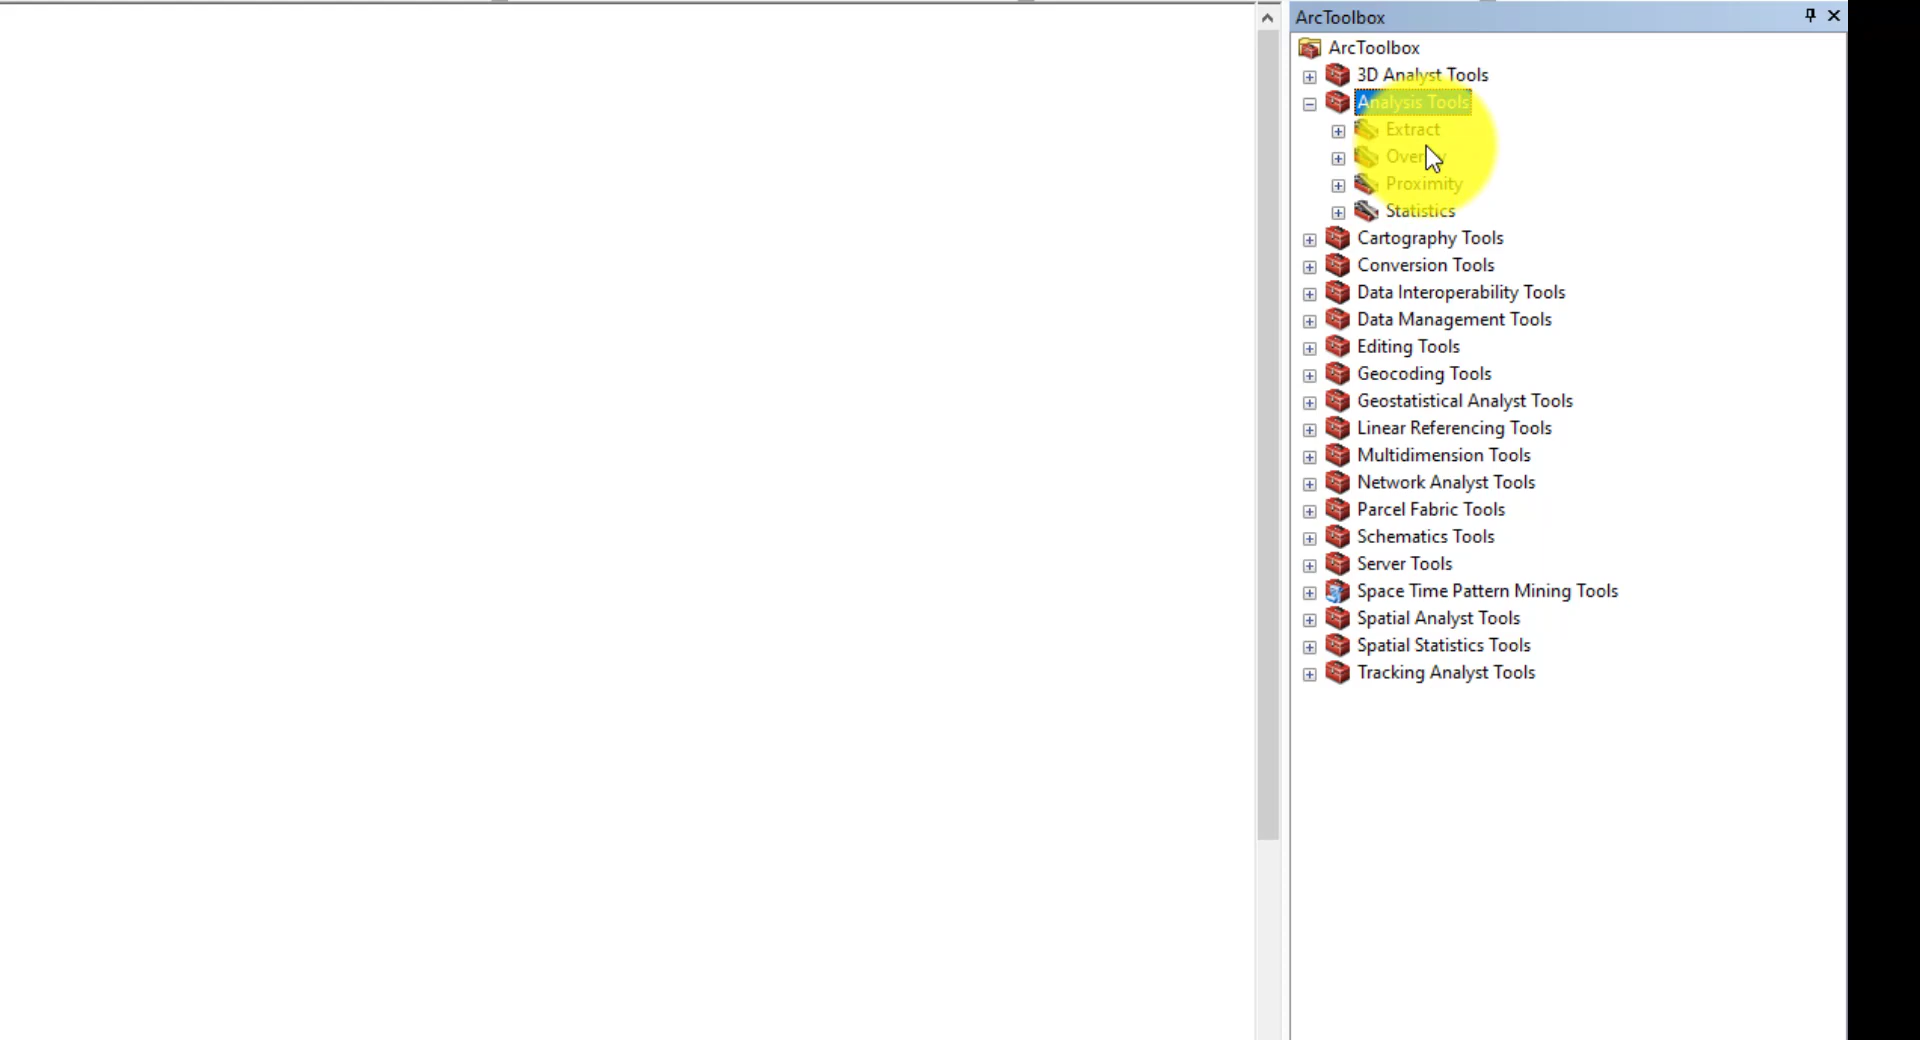 ArcToolbox
ArcToolbox
3D Analyst Tools
Analysis Tools
Extract
Overlay
Proximity
Statistics
Cartography Tools
Conversion Tools
Data Interoperability Tools
Data Management Tools
Editing Tools
Geocoding Tools
Geostatistical Analyst Tools
Linear Referencing Tools
Multidimension Tools
Network Analyst Tools
Parcel Fabric Tools
Schematics Tools
Server Tools
Space Time Pattern Mining Tools
Spatial Analyst Tools
Spatial Statistics Tools
Tracking Analyst Tools